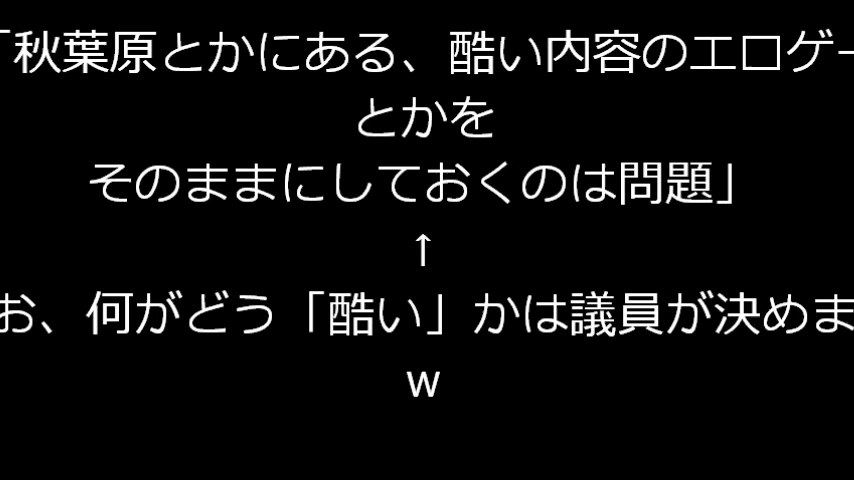 「秋葉原とかにある、酷い内容のエロゲー
とかを
そのままにしておくのは問題」
↑
お、何がどう「酷い」かは議員が決めま
w